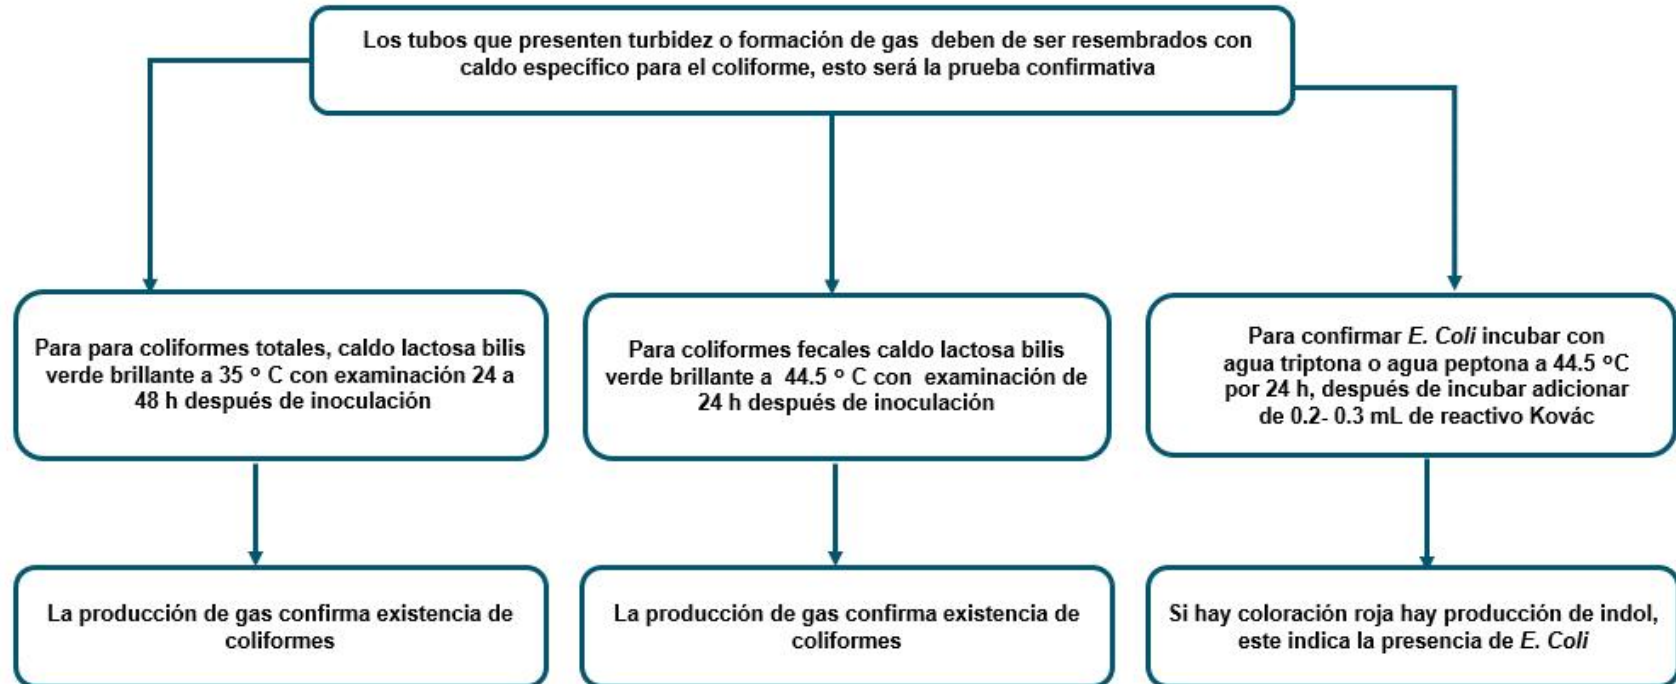 Los tubos que presenten turbidez o formación de gas deben de ser resembrados con
caldo específico para el coliforme, esto será la prueba confirmativa
Para para coliformes totales, caldo lactosa bilis
verde brillante a 35 º C con examinación 24 a
48 h después de inoculación
Para coliformes fecales caldo lactosa bilis
verde brillante a 44.5 º C con examinación de
24 h después de inoculación
Para confirmar E. Coli incubar con
agua triptona o agua peptona a 44.5 ºC
por 24 h, después de incubar adicionar
de 0.2- 0.3 mL de reactivo Kovác
La producción de gas confirma existencia de
coliformes
La producción de gas confirma existencia de
coliformes
Si hay coloración roja hay producción de indol,
este indica la presencia de E. Coli